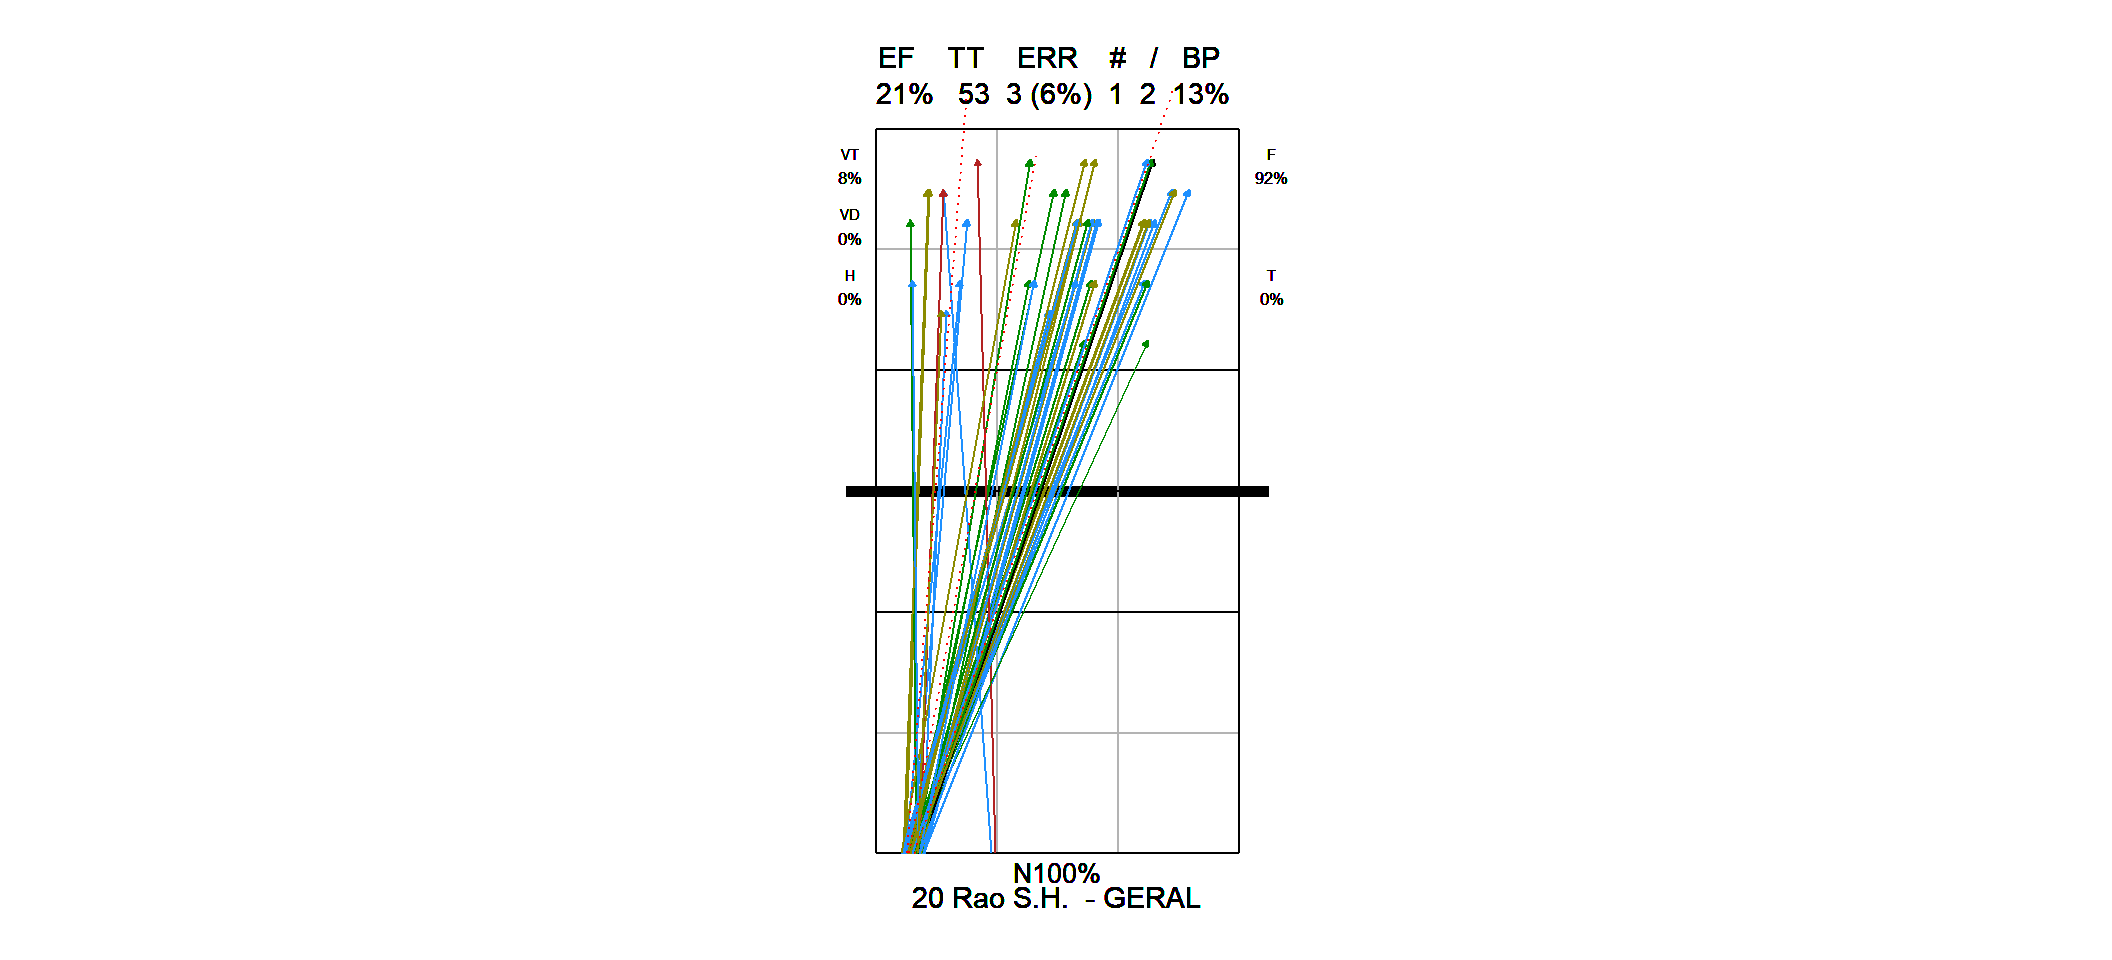 EF TT ERR # / BP
21% 53 3 (6%) 1 2 13%
VT
8%
F
92%
VD
0%
H
0%
T
0%
N100%
20 Rao S.H. - GERAL